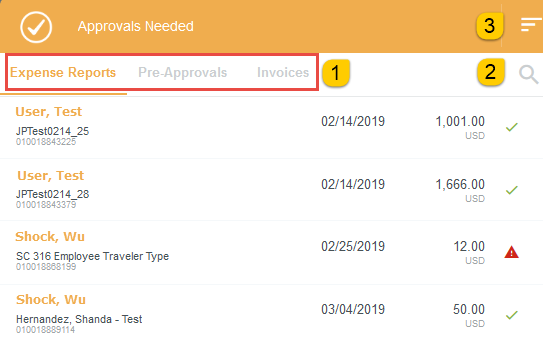 Approvals Needed
3
Expense Reports Pre-Approvals Invoices
1
2
User, Test
02/14/2019 1,001.00
JPTest0214_25
USD
010018843225
User, Test
02/14/2019 1,666.00
JPTest0214_28
USD
010018843379
Shock, Wu
02/25/2019 12.00
SC 316 Employee Traveler Type
USD
010018868199
Shock, Wu
03/04/2019 50.00
Hernandez, Shanda - Test
USD
010018889114